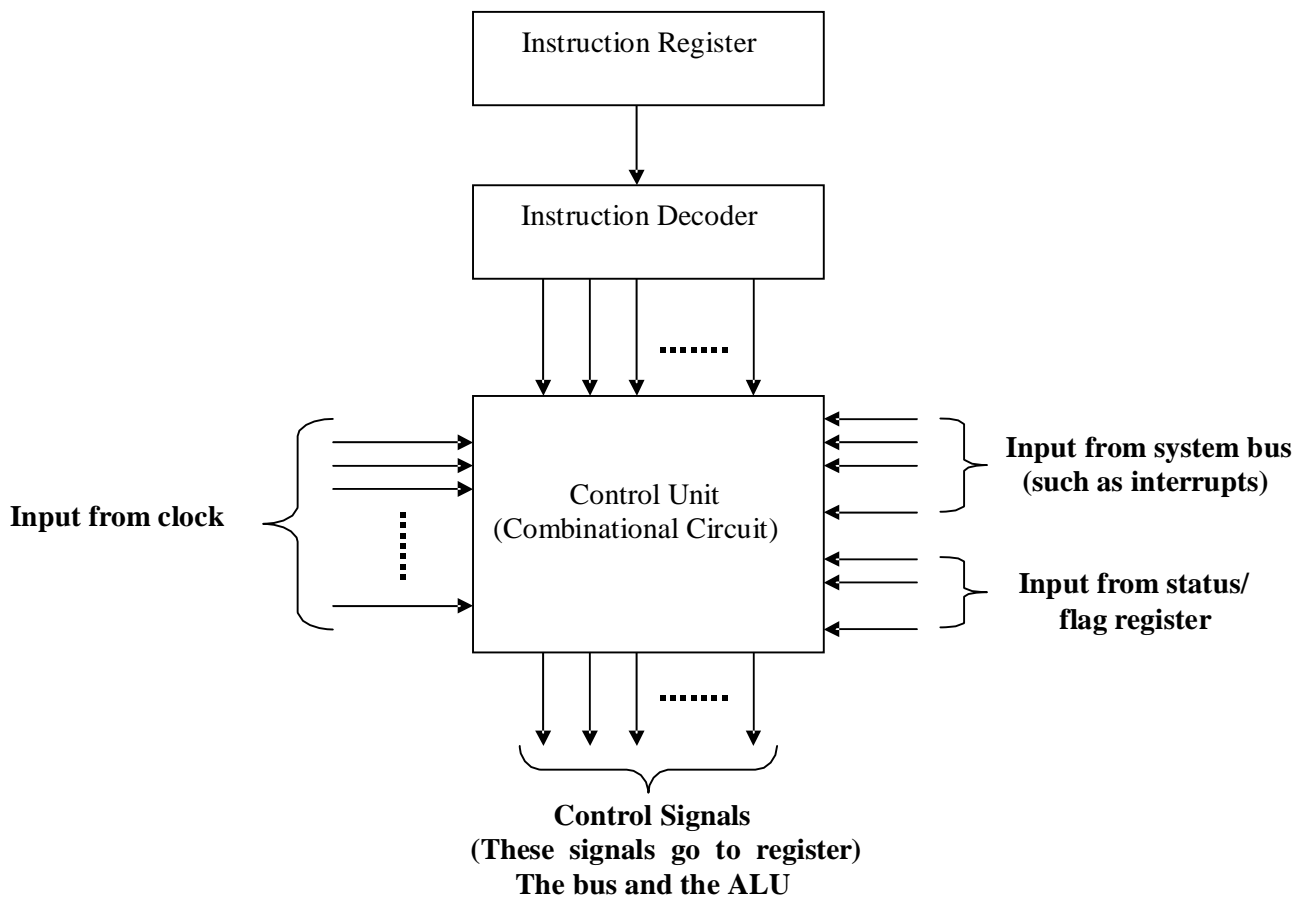 Instruction Register
Instruction Decoder
Input from clock
Control Unit
(Combinational Circuit)
Input from system bus
(such as interrupts)
Input from status/
flag register
Control Signals
(These signals go to register)
The bus and the ALU